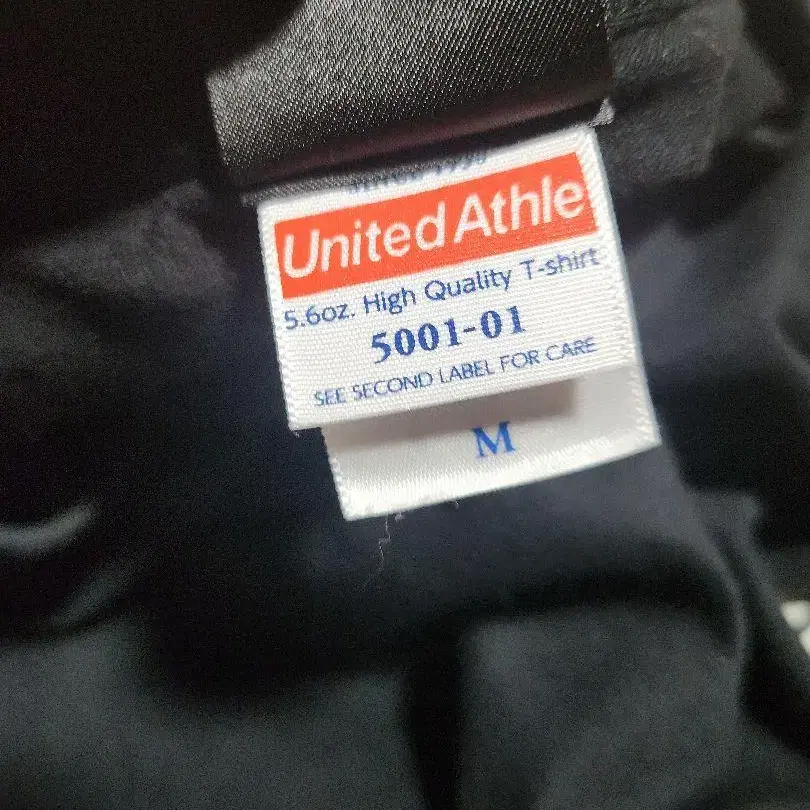 United Athle
5.6oz. High Quality T-shirt
5001-01
SEE SECOND LABEL FOR CARE
M